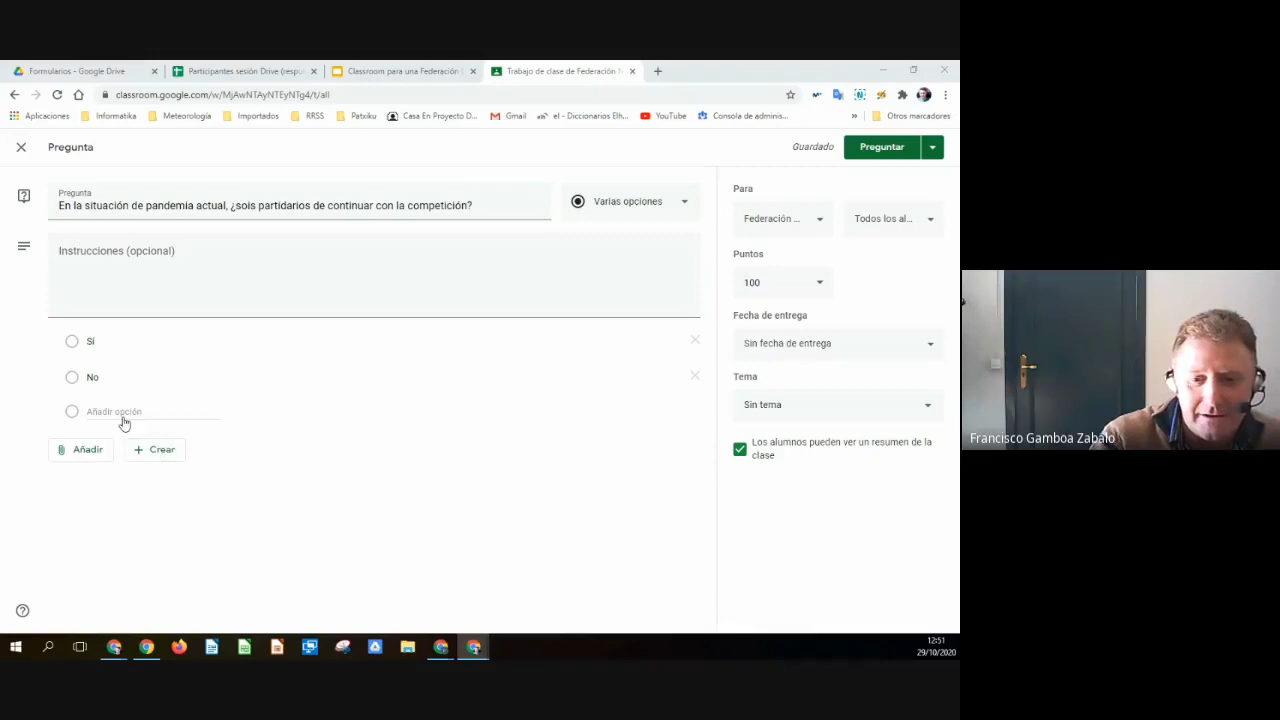 Formularios - Google Drive
Participantes sesión Drive (respu
Classroom para una Federación
Trabajo de clase de Federación N
classroom.google.com/w/MjAwNTAyNTEyNTg4/t/all
Aplicaciones
Informatika
Meteorología
Importados
RRSS
Patxiku
Casa En Proyecto D...
Gmail
el - Diccionarios Elh...
YouTube
Consola de adminis...
»
Otros marcadores
Pregunta
Guardado
Preguntar
Pregunta
En la situación de pandemia actual, ¿sois partidarios de continuar con la competición?
Varias opciones
Instrucciones (opcional)
Sí
No
Añadir opción
Añadir
Crear
Para
Federación ...
Todos los al...
Puntos
100
Fecha de entrega
Sin fecha de entrega
Tema
Sin tema
Los alumnos pueden ver un resumen de la
clase
Francisco Gamboa Zabalo
12:51
29/10/2020